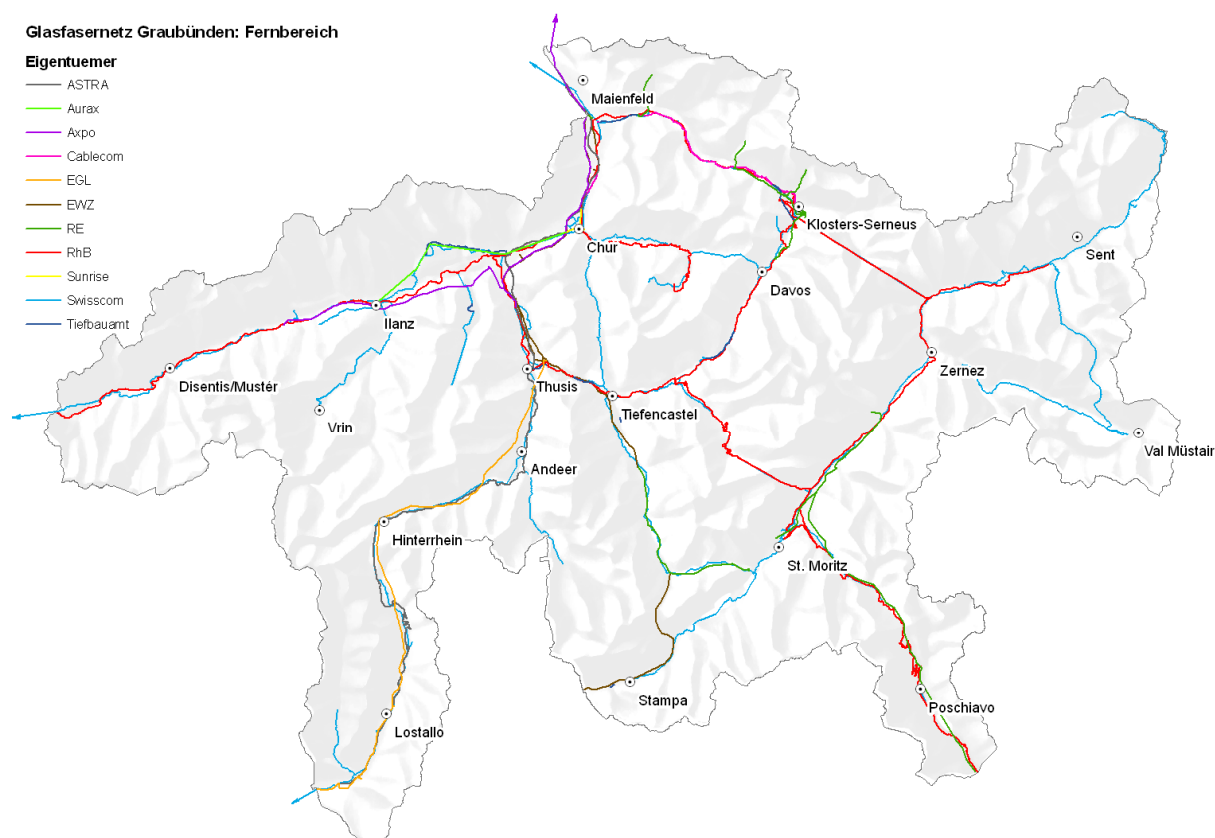 Glasfasernetz Graubünden: Fernbereich
Eigentuemer
ASTRA
Aurax
Axpo
Cablecom
EGL
EWZ
RE
RhB
Sunrise
Swisscom
Tiefbauamt
Maienfeld
Klosters-Serneus
Sent
Chur
Davos
Ilanz
Zernez
Disentis/Mustér
Thusis
Tiefencastel
Vrin
Val Müstair
Andeer
Hinterrhein
St. Moritz
Stampa
Poschiavo
Lostallo